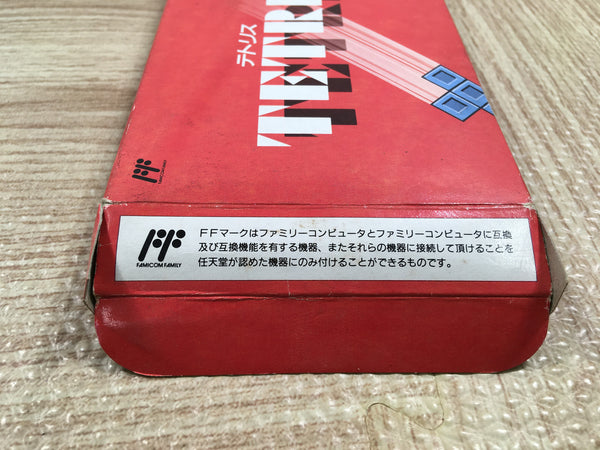 テトリス
TETR
FF
FF
FAMICOM FAMILY
FFマークはファミリーコンピュータとファミリーコンピュータに互換
及び互換機能を有する機器、またそれらの機器に接続して頂けることを
任天堂が認めた機器にのみ付けることができるものです。